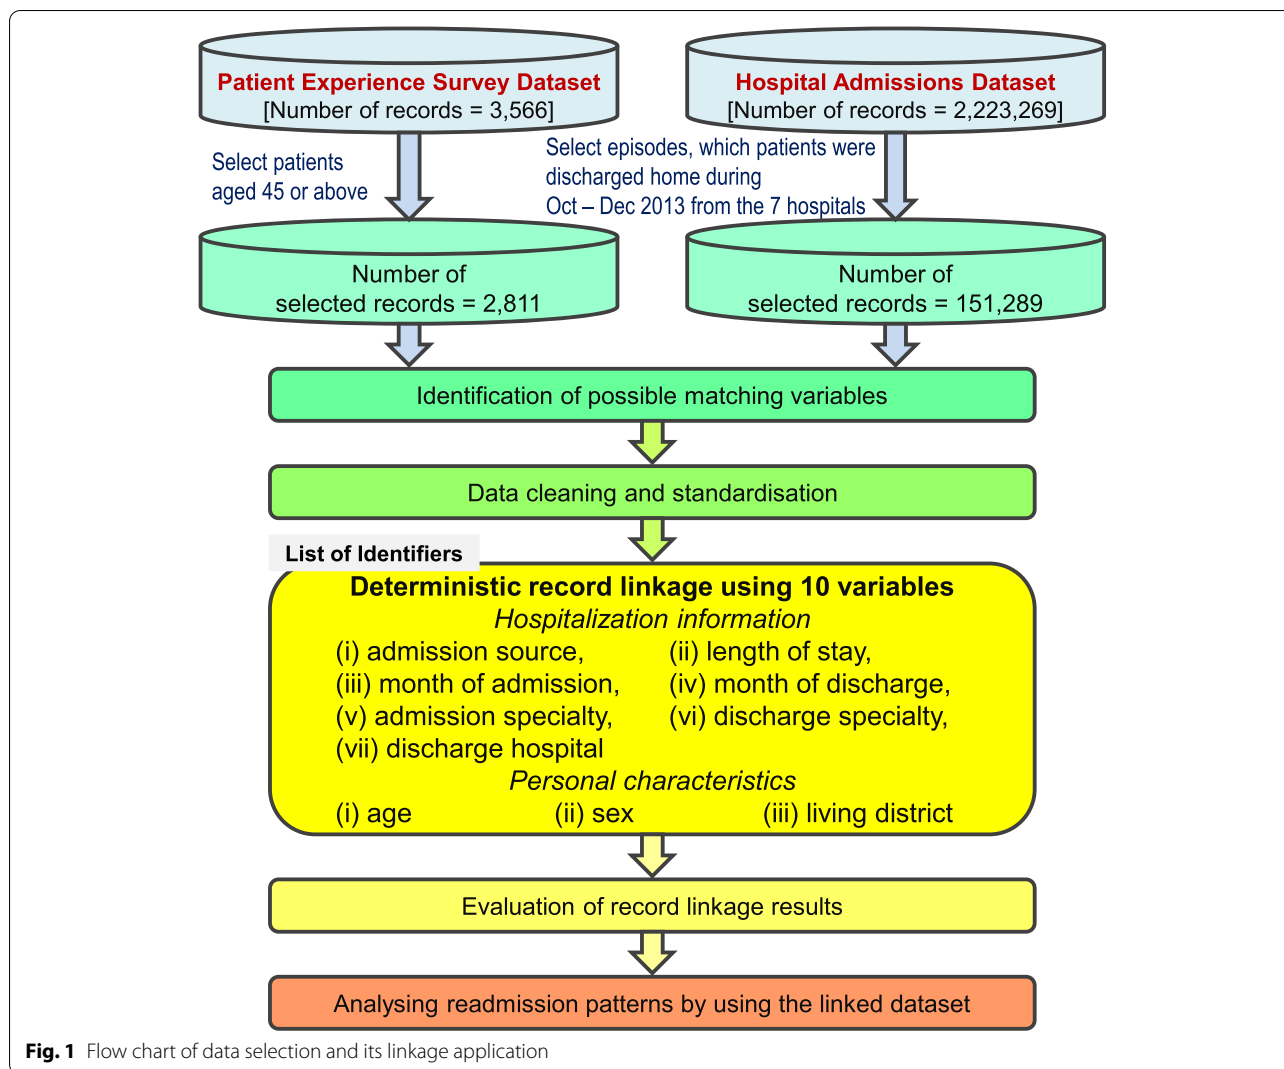 Patient Experience Survey Dataset
[Number of records = 3,566]
Hospital Admissions Dataset
[Number of records = 2,223,269]
Select patients
aged 45 or above
Select episodes, which patients were
discharged home during
Oct – Dec 2013 from the 7 hospitals
Number of
selected records = 2,811
Number of
selected records = 151,289
Identification of possible matching variables
Data cleaning and standardisation
List of Identifiers
Deterministic record linkage using 10 variables
Hospitalization information
(i) admission source, (ii) length of stay,
(iii) month of admission, (iv) month of discharge,
(v) admission specialty, (vi) discharge specialty,
(vii) discharge hospital
Personal characteristics
(i) age (ii) sex (iii) living district
Evaluation of record linkage results
Analysing readmission patterns by using the linked dataset
Fig. 1 Flow chart of data selection and its linkage application